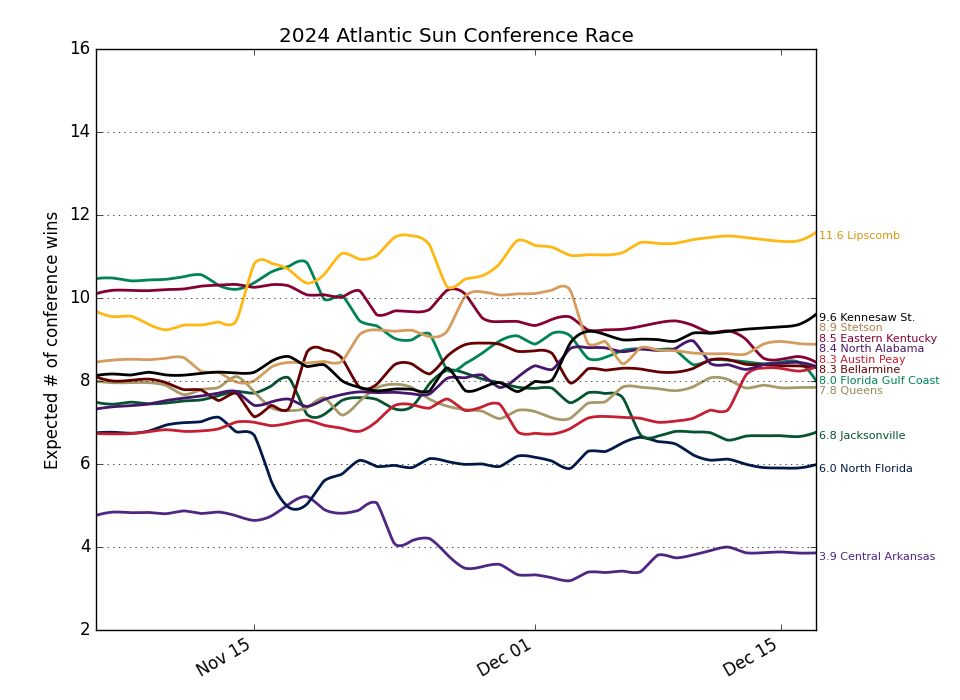 2024 Atlantic Sun Conference Race
Expected # of conference wins
16
14
12
10
8
6
4
2
Nov 15
Dec 01
Dec 15
11.6 Lipscomb
9.6 Kennesaw St.
8.9 Stetson
8.5 Eastern Kentucky
8.4 North Alabama
8.3 Austin Peay
8.3 Bellarmine
8.0 Florida Gulf Coast
7.8 Queens
6.8 Jacksonville
6.0 North Florida
3.9 Central Arkansas